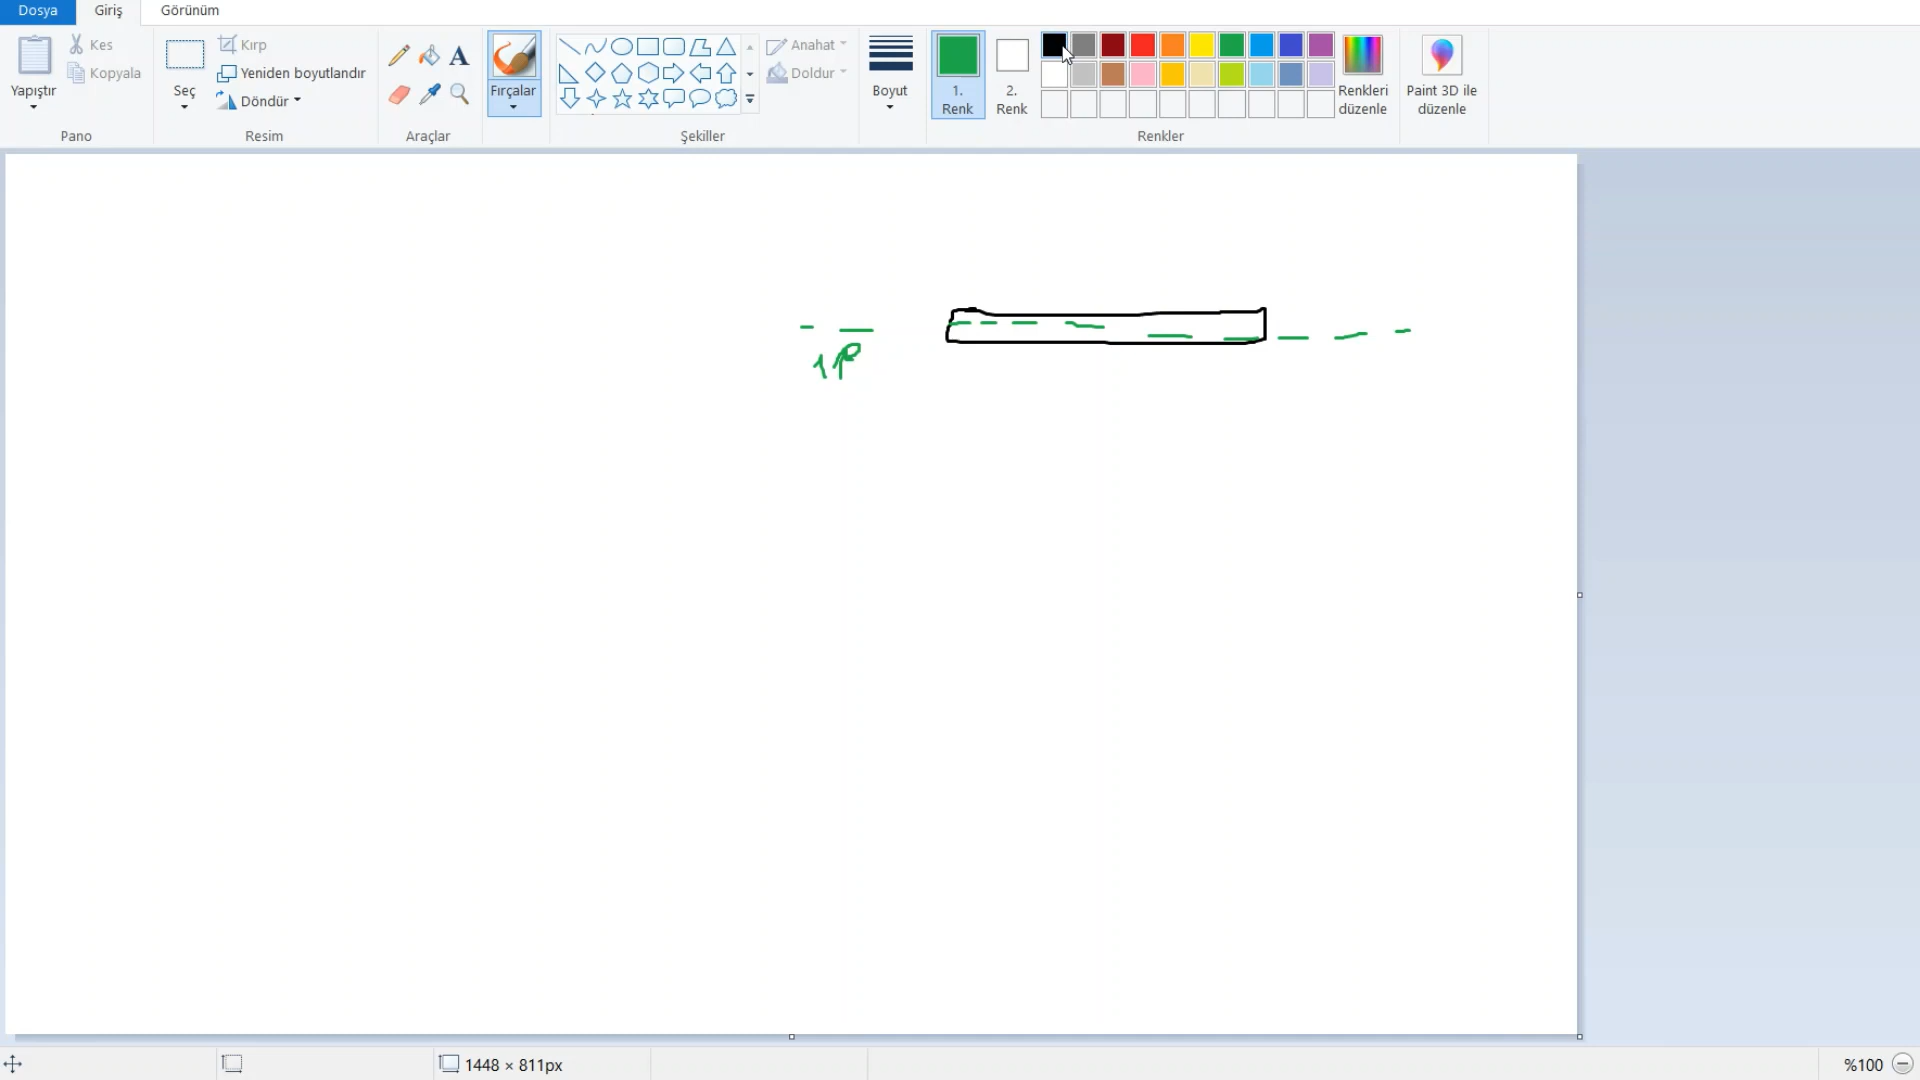 Dosya Giriş Görünüm
Yapıştır
Kes
Kopyala
Pano
Seç
Kırp
Yeniden boyutlandır
Döndür
Resim
A
Araçlar
Fırçalar
Anahat
Doldur
Şekiller
Boyut
1.
Renk
2.
Renk
Renkler
Renkleri
düzenle
Paint 3D ile
düzenle
1448 × 811px
%100